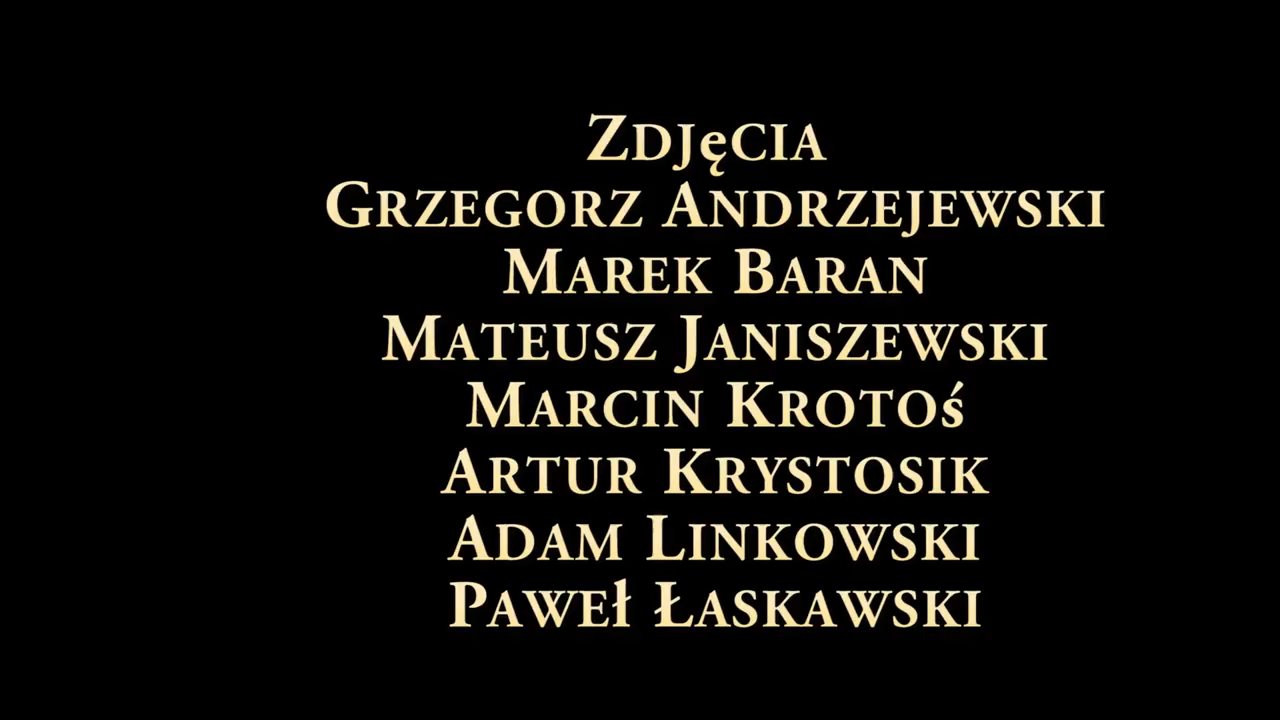 Zdjęcia
Grzegorz Andrzejewski
Marek Baran
Mateusz Janiszewski
Marcin Krotoś
Artur Krystosik
Adam Linkowski
Paweł Łaskawski